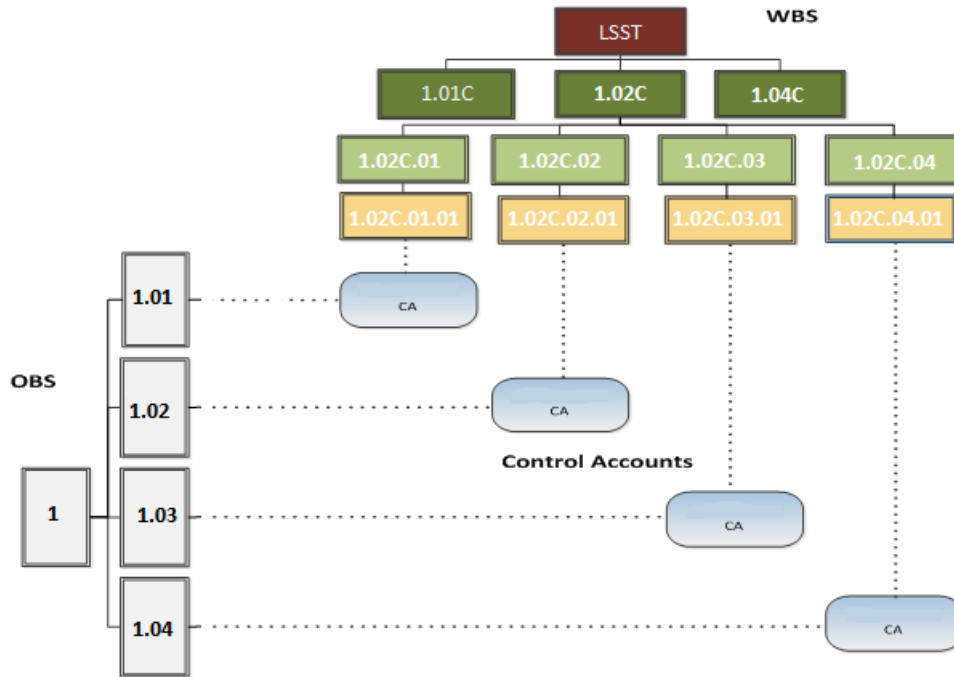 WBS
LSST
1.01C
1.02C
1.04C
1.02C.01
1.02C.02
1.02C.03
1.02C.04
1.02C.01.01
1.02C.02.01
1.02C.03.01
1.02C.04.01
1.01
CA
OBS
1.02
CA
Control Accounts
1
1.03
CA
1.04
CA